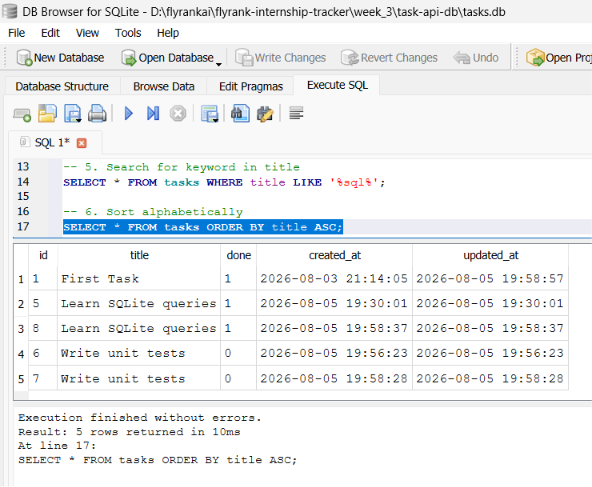 DB Browser for SQLite - D:\flyrankai\flyrank-internship-tracker\week_3\task-api-db\tasks.db
File Edit View Tools Help
New Database Open Database Write Changes Revert Changes Undo Open Proj
Database Structure Browse Data Edit Pragmas Execute SQL
SQL 1*
13 -- 5. Search for keyword in title
14 SELECT * FROM tasks WHERE title LIKE '%sql%';
15
16 -- 6. Sort alphabetically
17 SELECT * FROM tasks ORDER BY title ASC;
id title done created_at updated_at
1 1 First Task 1 2026-08-03 21:14:05 2026-08-05 19:58:57
2 5 Learn SQLite queries 1 2026-08-05 19:30:01 2026-08-05 19:30:01
3 8 Learn SQLite queries 1 2026-08-05 19:58:37 2026-08-05 19:58:37
4 6 Write unit tests 0 2026-08-05 19:56:23 2026-08-05 19:56:23
5 7 Write unit tests 0 2026-08-05 19:58:28 2026-08-05 19:58:28
Execution finished without errors.
Result: 5 rows returned in 10ms
At line 17:
SELECT * FROM tasks ORDER BY title ASC;